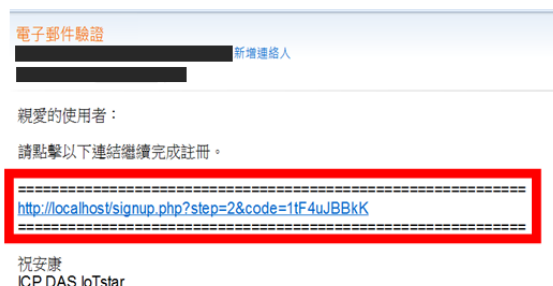 電子郵件驗證
新增連絡人
親愛的使用者：
請點擊以下連結繼續完成註冊。
=============================================================
http://localhost/signup.php?step=2&code=1tF4uJBBkK
=============================================================
祝安康
ICP DAS IoTstar